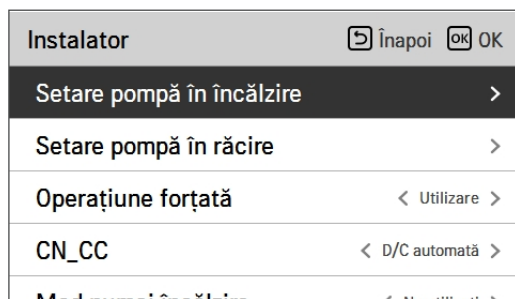 Instalator Înapoi OK OK
Setare pompă în încălzire >
Setare pompă în răcire >
Operațiune forțată < Utilizare >
CN_CC < D/C automată >